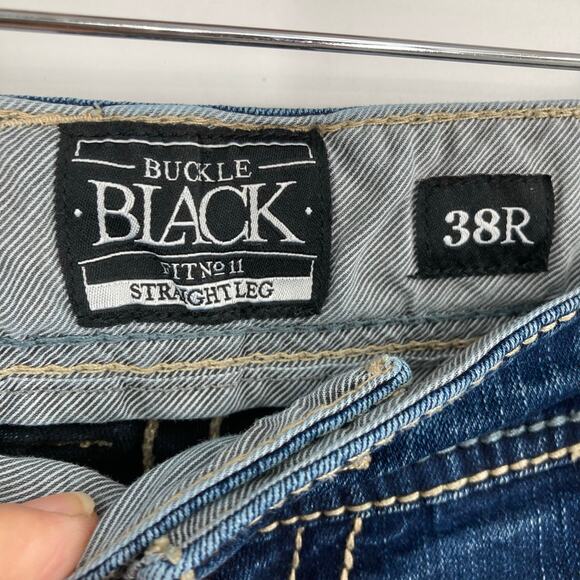 BUCKLE
· BLACK ·
FIT No 11
STRAIGHT LEG
38R